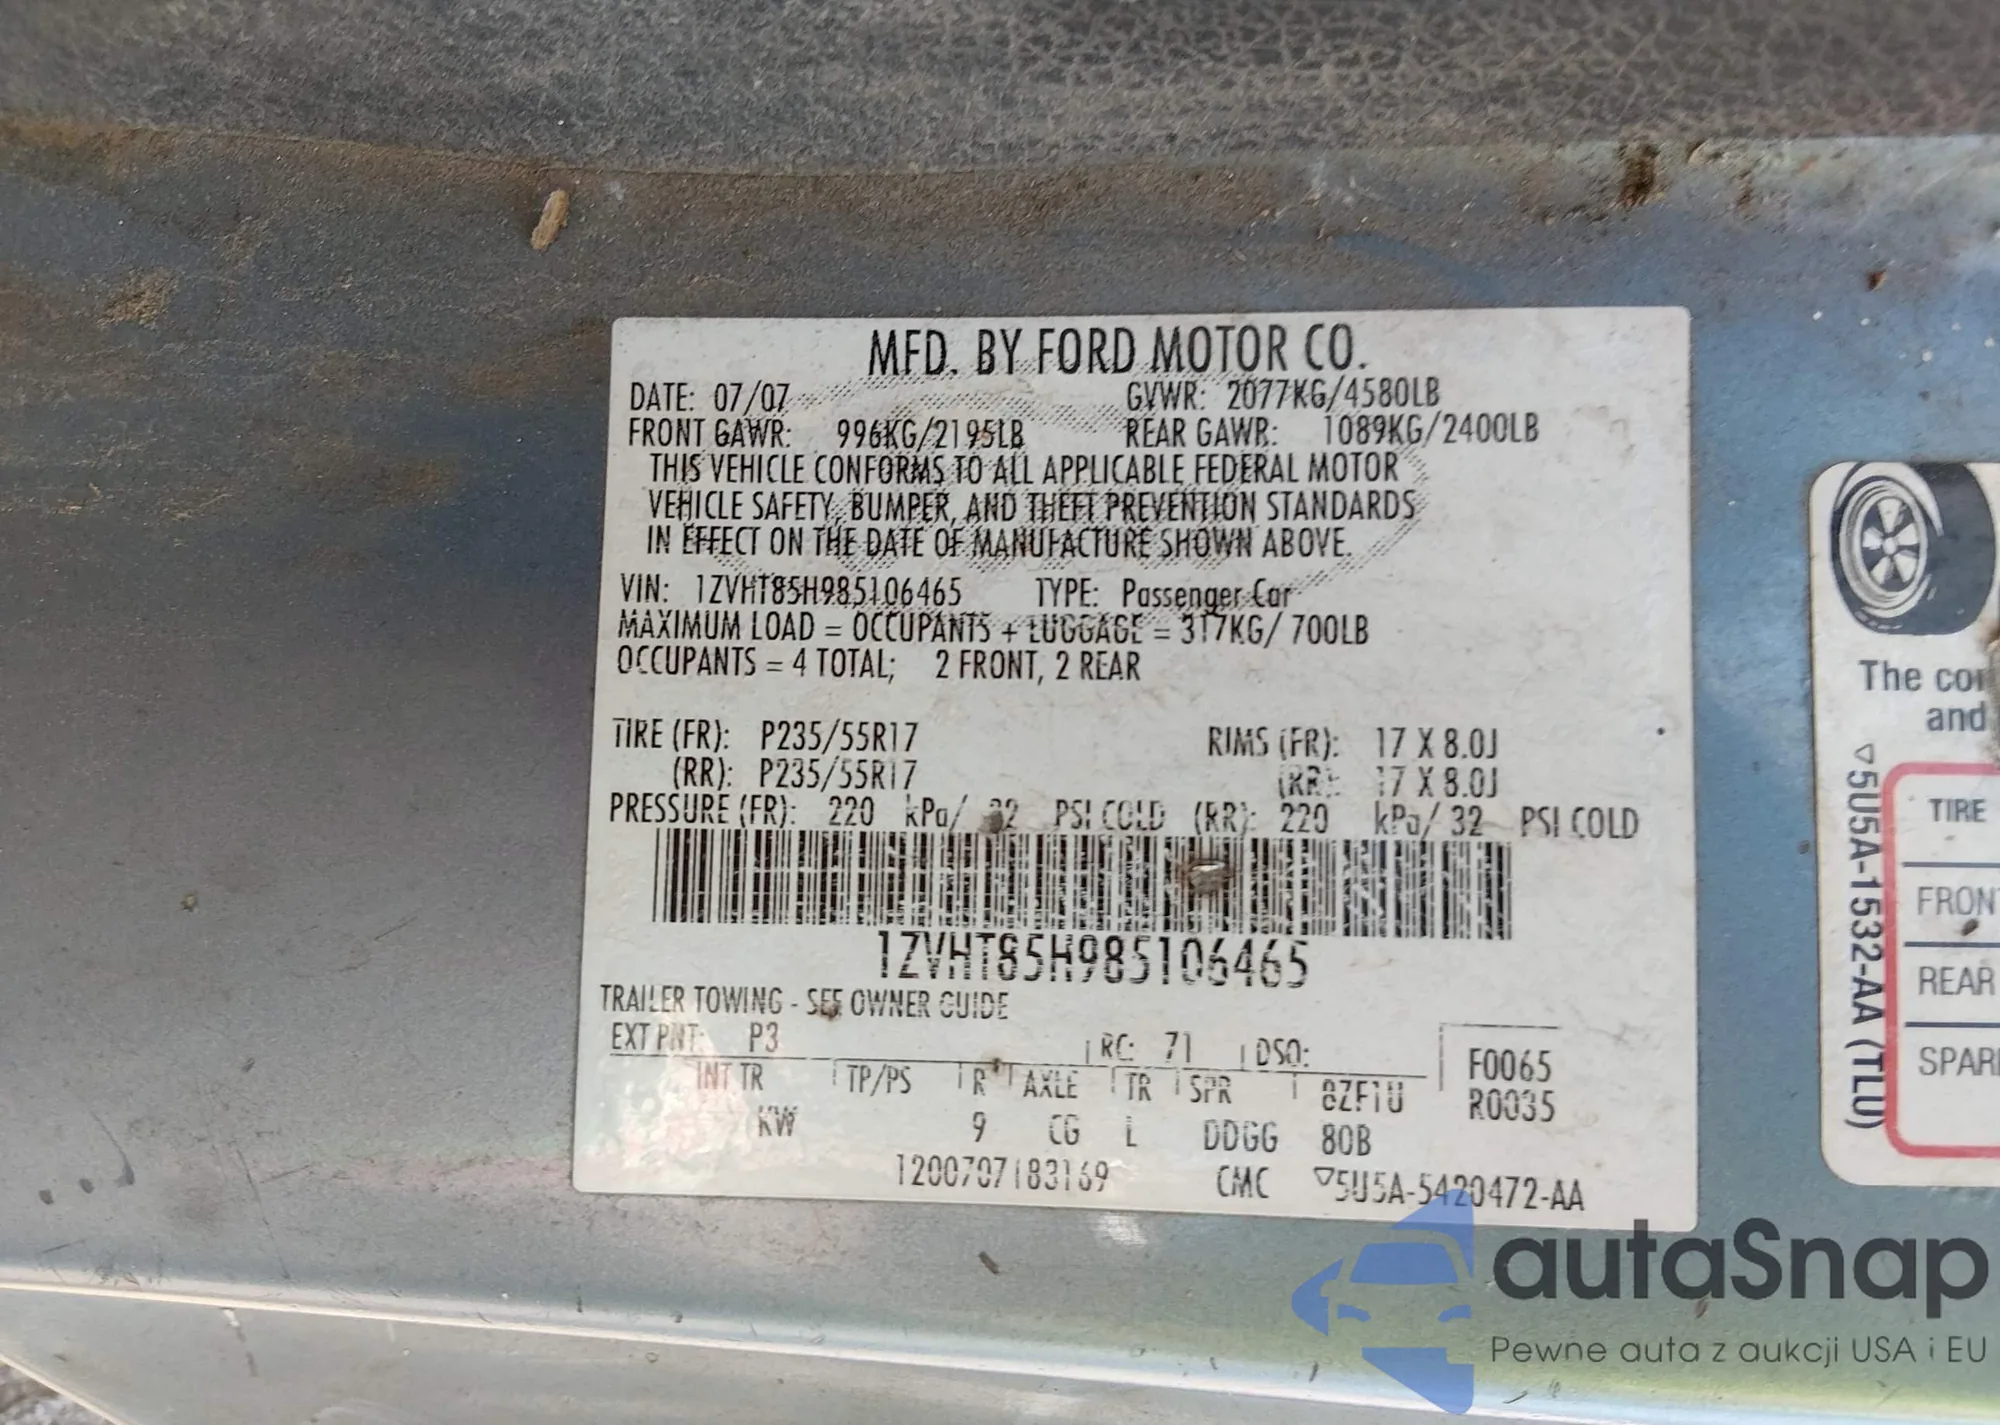 MFD. BY FORD MOTOR CO.
DATE: 07/07 GVWR: 2077KG/4580LB
FRONT GAWR: 996KG/2195LB REAR GAWR: 1089KG/2400LB
THIS VEHICLE CONFORMS TO ALL APPLICABLE FEDERAL MOTOR
VEHICLE SAFETY, BUMPER, AND THEFT PREVENTION STANDARDS
IN EFFECT ON THE DATE OF MANUFACTURE SHOWN ABOVE.
VIN: 1ZVHT85H985106465 TYPE: Passenger Car
MAXIMUM LOAD = OCCUPANTS + LUGGAGE = 317KG/ 700LB
OCCUPANTS = 4 TOTAL; 2 FRONT, 2 REAR
TIRE (FR): P235/55R17 RIMS (FR): 17 X 8.0J
(RR): P235/55R17 (RR): 17 X 8.0J
PRESSURE (FR): 220 kPa/ 32 PSI COLD (RR): 220 kPa/ 32 PSI COLD
1ZVHT85H985106465
TRAILER TOWING - SEE OWNER GUIDE
EXT PNT: P3 RC: 71 DSO: F0065
INT TR TP/PS R AXLE TR SPR 8ZF1U R0035
KW 9 CG L DDGG 80B
1200707183169 CMC ▽5U5A-5420472-AA
The con
and
▽5U5A-1532-AA (TLU)
TIRE
FRONT
REAR
SPARE
autaSnap
Pewne auta z aukcji USA i EU